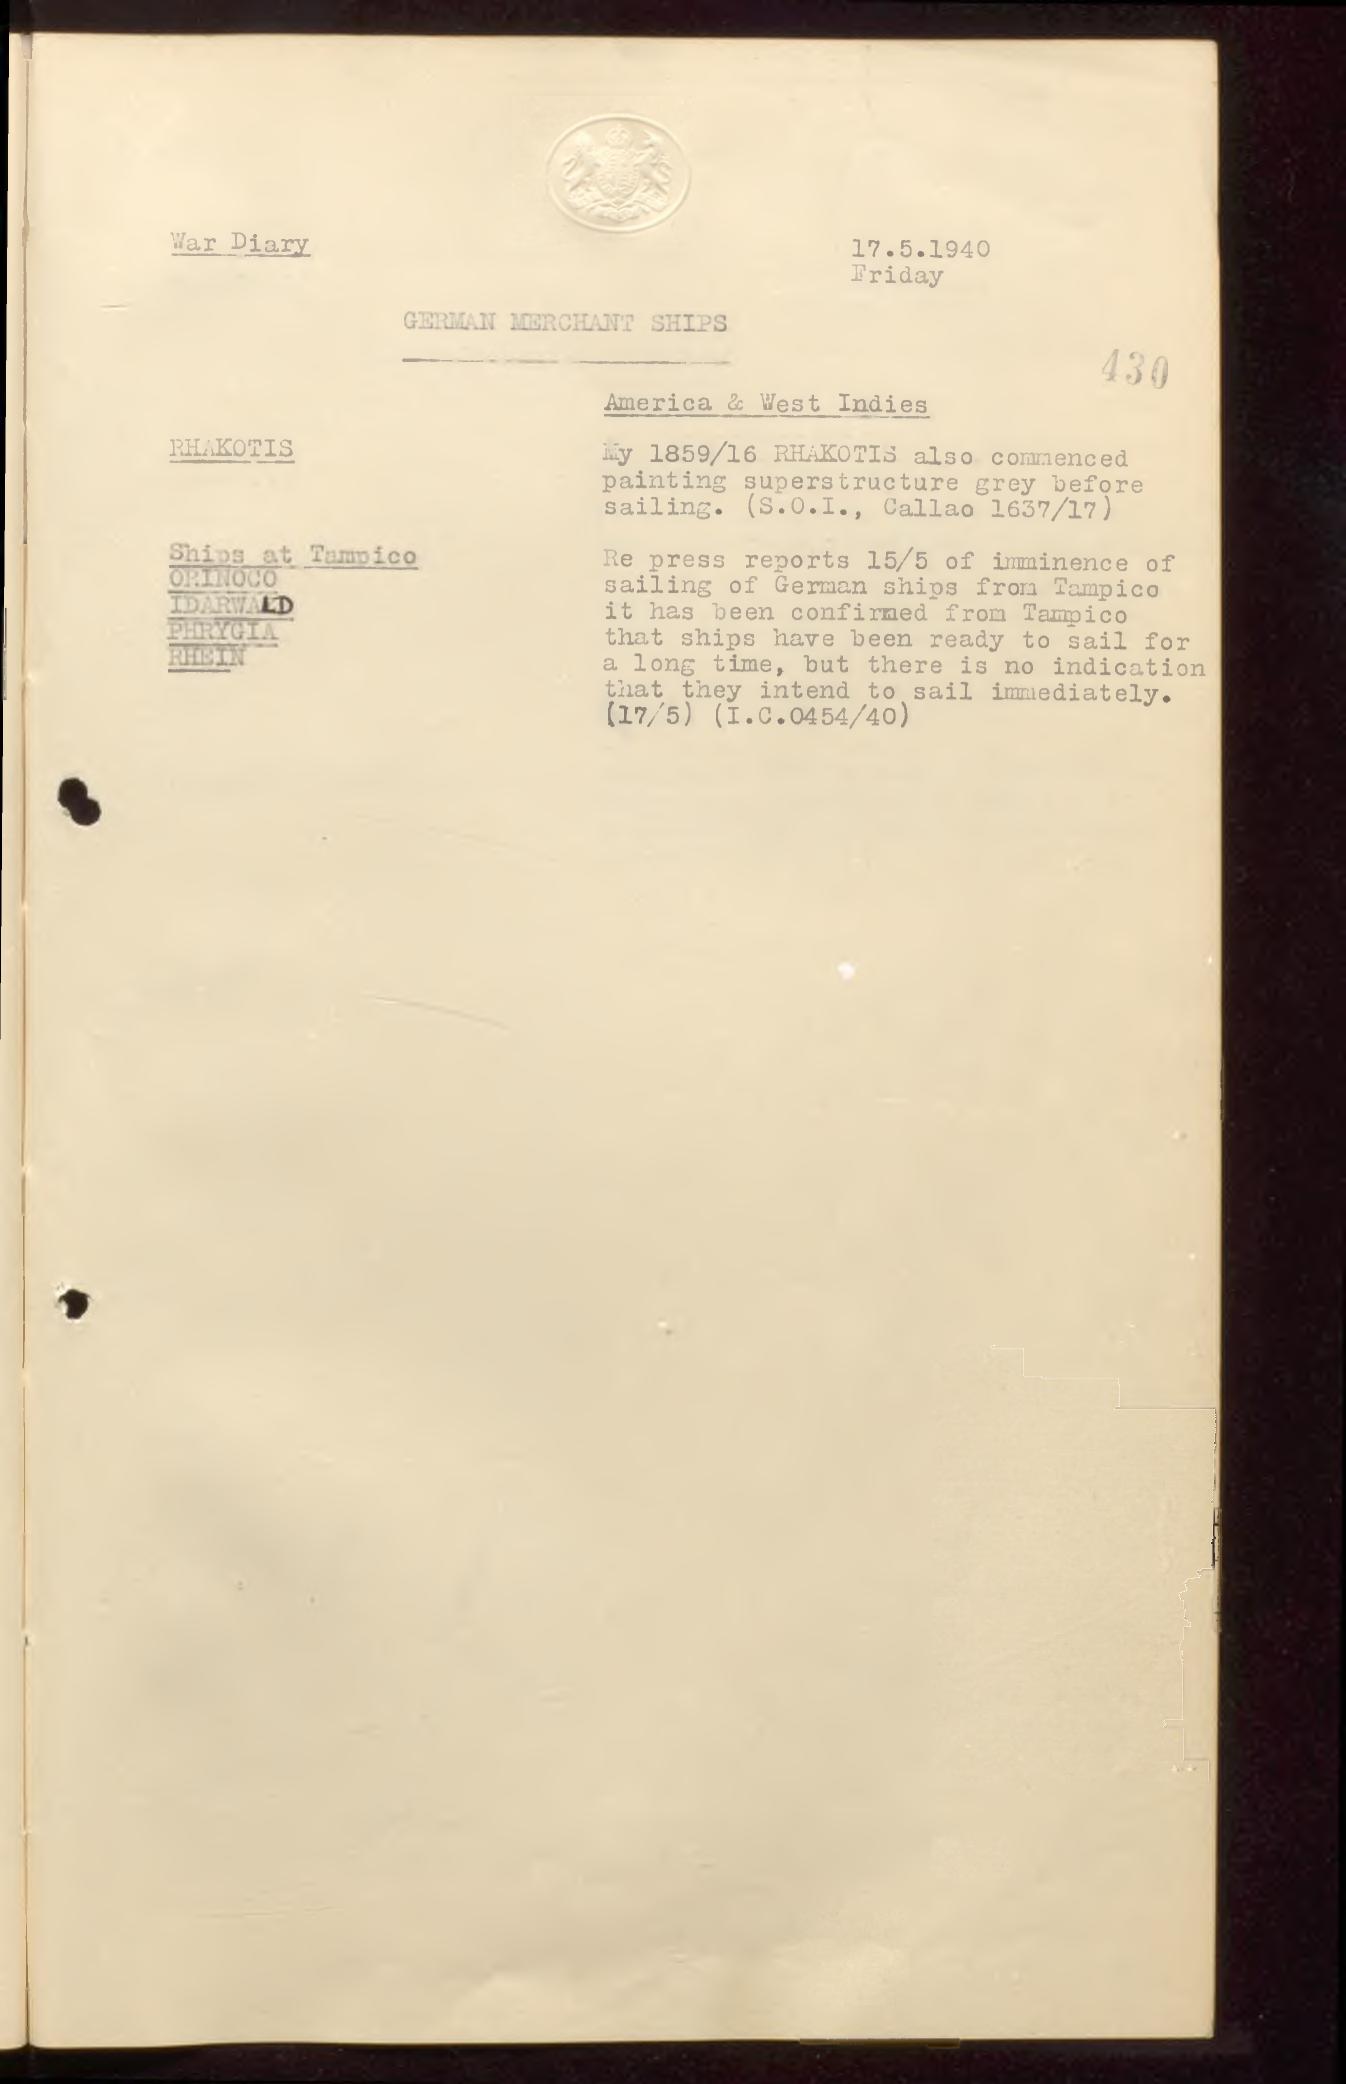 War Diary
17.5.1940
Friday
GERMAN MERCHANT SHIPS
430
America & West Indies
RHAKOTIS
My 1859/16 RHAKOTIS also commenced
painting superstructure grey before
sailing. (S.O.I., Callao 1637/17)
Ships at Tampico
ORINOCO
IDARWALD
PHRYGIA
RHEIN
Re press reports 15/5 of imminence of
sailing of German ships from Tampico
it has been confirmed from Tampico
that ships have been ready to sail for
a long time, but there is no indication
that they intend to sail immediately.
(17/5) (I.C.0454/40)